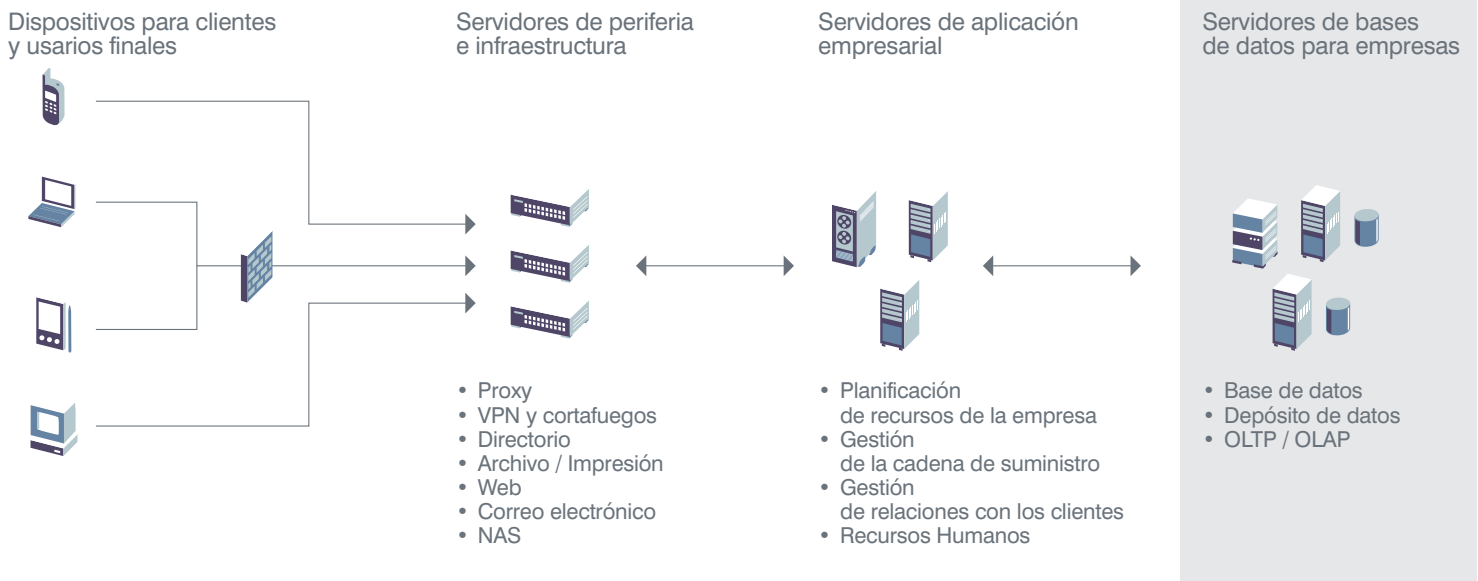 Dispositivos para clientes
y usarios finales
Servidores de periferia
e infraestructura
• Proxy
• VPN y cortafuegos
• Directorio
• Archivo / Impresión
• Web
• Correo electrónico
• NAS
Servidores de aplicación
empresarial
• Planificación
de recursos de la empresa
• Gestión
de la cadena de suministro
• Gestión
de relaciones con los clientes
• Recursos Humanos
Servidores de bases
de datos para empresas
• Base de datos
• Depósito de datos
• OLTP / OLAP